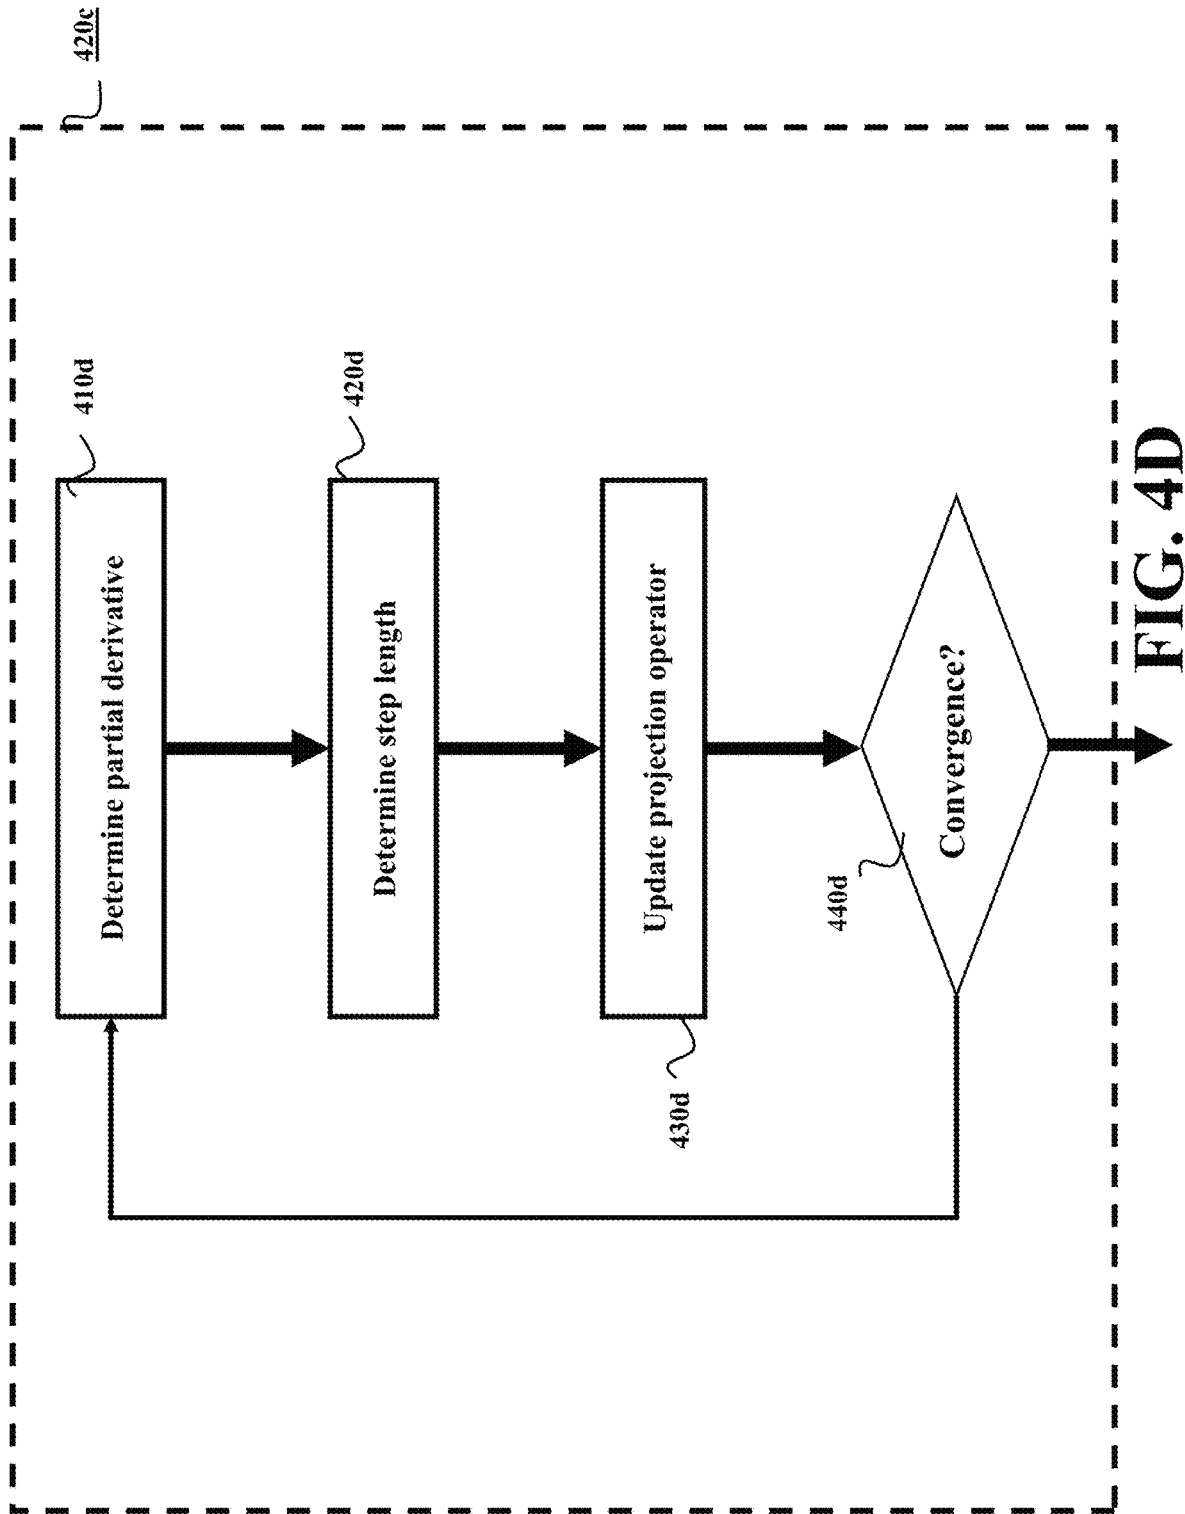 420c
410d
Determine partial derivative
420d
Determine step length
Update projection operator
430d
440d
Convergence?
FIG. 4D